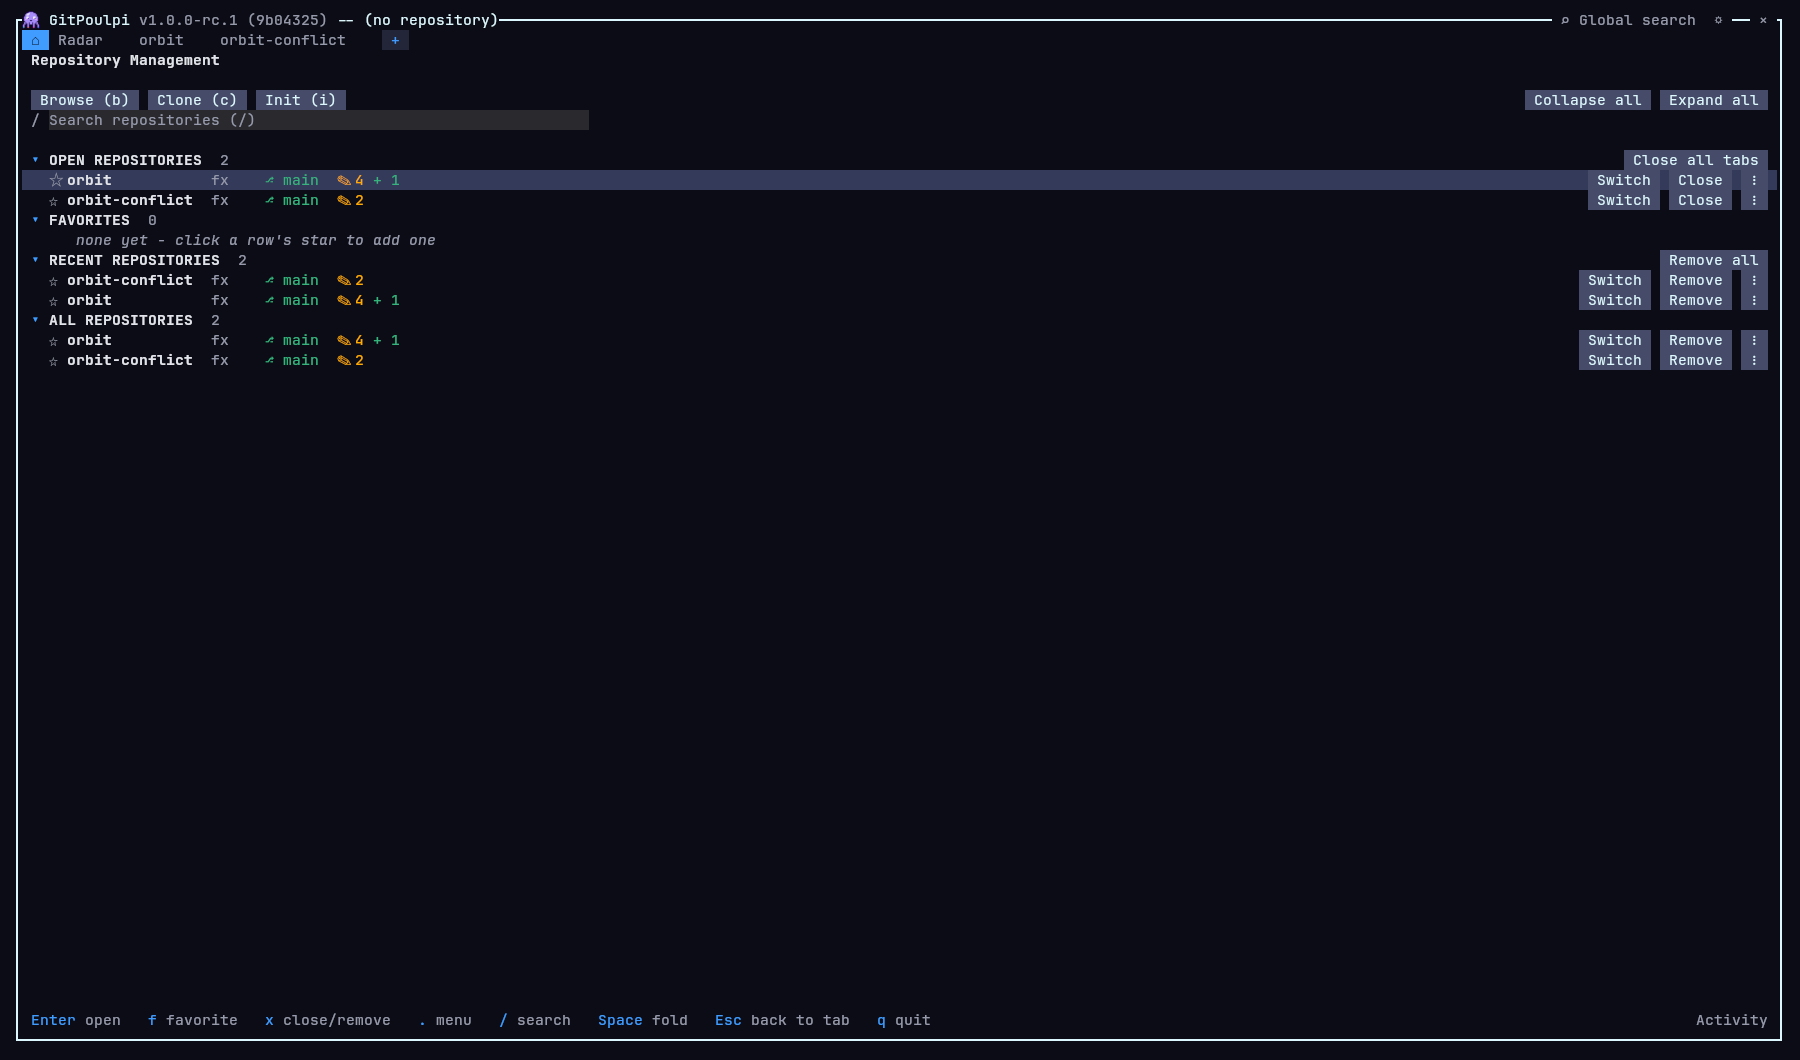 GitPoulpi v1.0.0-rc.1 (9b04325) -- (no repository) ⌕ Global search ⚙ ×
⌂ Radar orbit orbit-conflict +
Repository Management
Browse (b) Clone (c) Init (i) Collapse all Expand all
/ Search repositories (/)
▾ OPEN REPOSITORIES 2 Close all tabs
☆ orbit fx ⎇ main ✎ 4 + 1 Switch Close ⋮
☆ orbit-conflict fx ⎇ main ✎ 2 Switch Close ⋮
▾ FAVORITES 0
none yet - click a row's star to add one
▾ RECENT REPOSITORIES 2 Remove all
☆ orbit-conflict fx ⎇ main ✎ 2 Switch Remove ⋮
☆ orbit fx ⎇ main ✎ 4 + 1 Switch Remove ⋮
▾ ALL REPOSITORIES 2
☆ orbit fx ⎇ main ✎ 4 + 1 Switch Remove ⋮
☆ orbit-conflict fx ⎇ main ✎ 2 Switch Remove ⋮
Enter open f favorite x close/remove . menu / search Space fold Esc back to tab q quit Activity